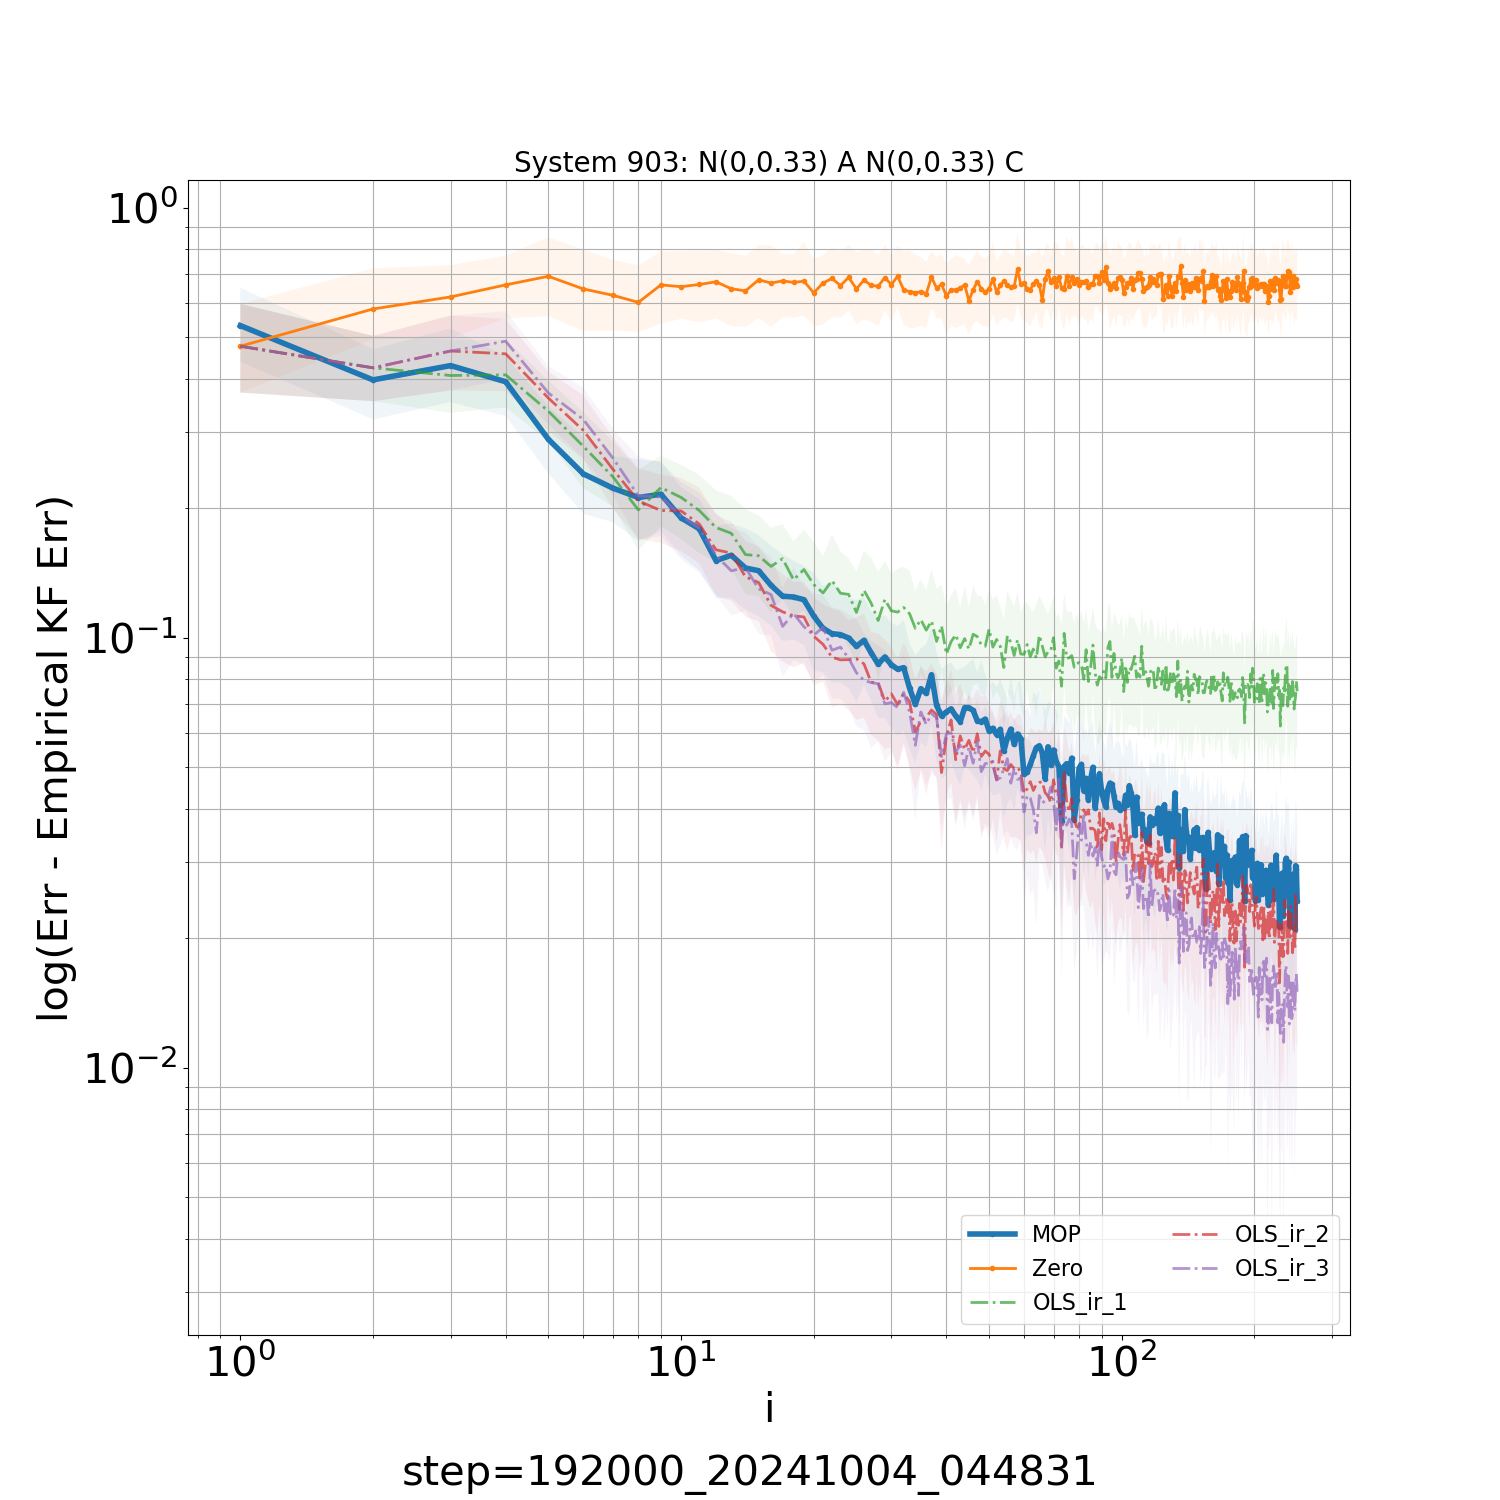 System 903: N(0,0.33) A N(0,0.33) C
log(Err - Empirical KF Err)
10⁰
10⁻¹
10⁻²
10⁰ 10¹ 10²
i
MOP
Zero
OLS_ir_1
OLS_ir_2
OLS_ir_3
step=192000_20241004_044831